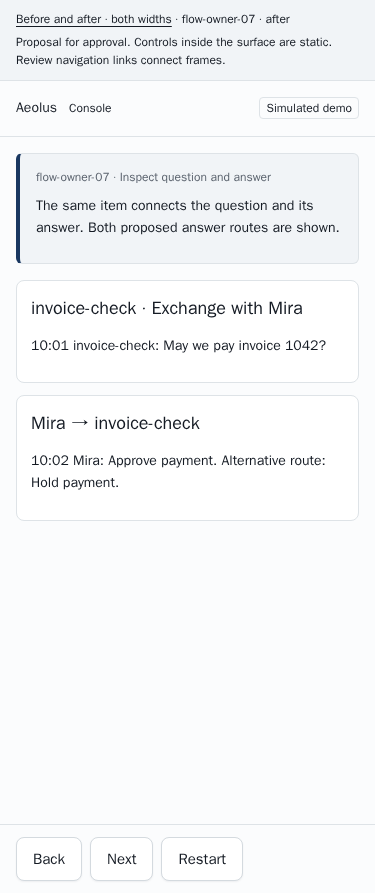 Before and after · both widths · flow-owner-07 · after
Proposal for approval. Controls inside the surface are static.
Review navigation links connect frames.
Aeolus Console Simulated demo
flow-owner-07 · Inspect question and answer
The same item connects the question and its
answer. Both proposed answer routes are shown.
invoice-check · Exchange with Mira
10:01 invoice-check: May we pay invoice 1042?
Mira → invoice-check
10:02 Mira: Approve payment. Alternative route:
Hold payment.
Back Next Restart